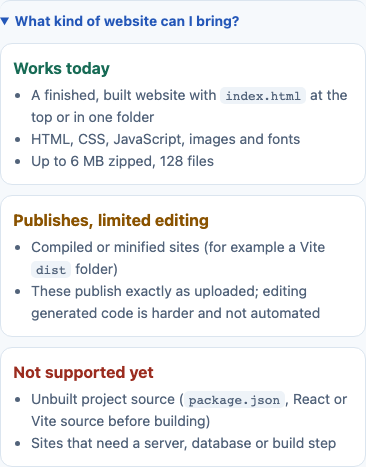 What kind of website can I bring?
Works today
A finished, built website with index.html at the
top or in one folder
HTML, CSS, JavaScript, images and fonts
Up to 6 MB zipped, 128 files
Publishes, limited editing
Compiled or minified sites (for example a Vite
dist folder)
These publish exactly as uploaded; editing
generated code is harder and not automated
Not supported yet
Unbuilt project source (package.json, React or
Vite source before building)
Sites that need a server, database or build step